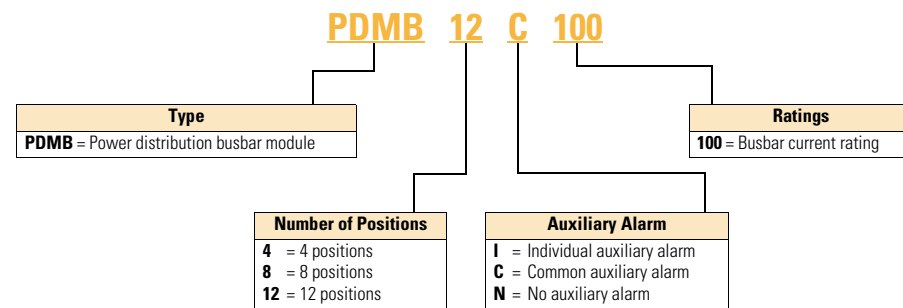 PDMB 12 C 100
Type
PDMB = Power distribution busbar module
Ratings
100 = Busbar current rating
Number of Positions
4 = 4 positions
8 = 8 positions
12 = 12 positions
Auxiliary Alarm
I = Individual auxiliary alarm
C = Common auxiliary alarm
N = No auxiliary alarm